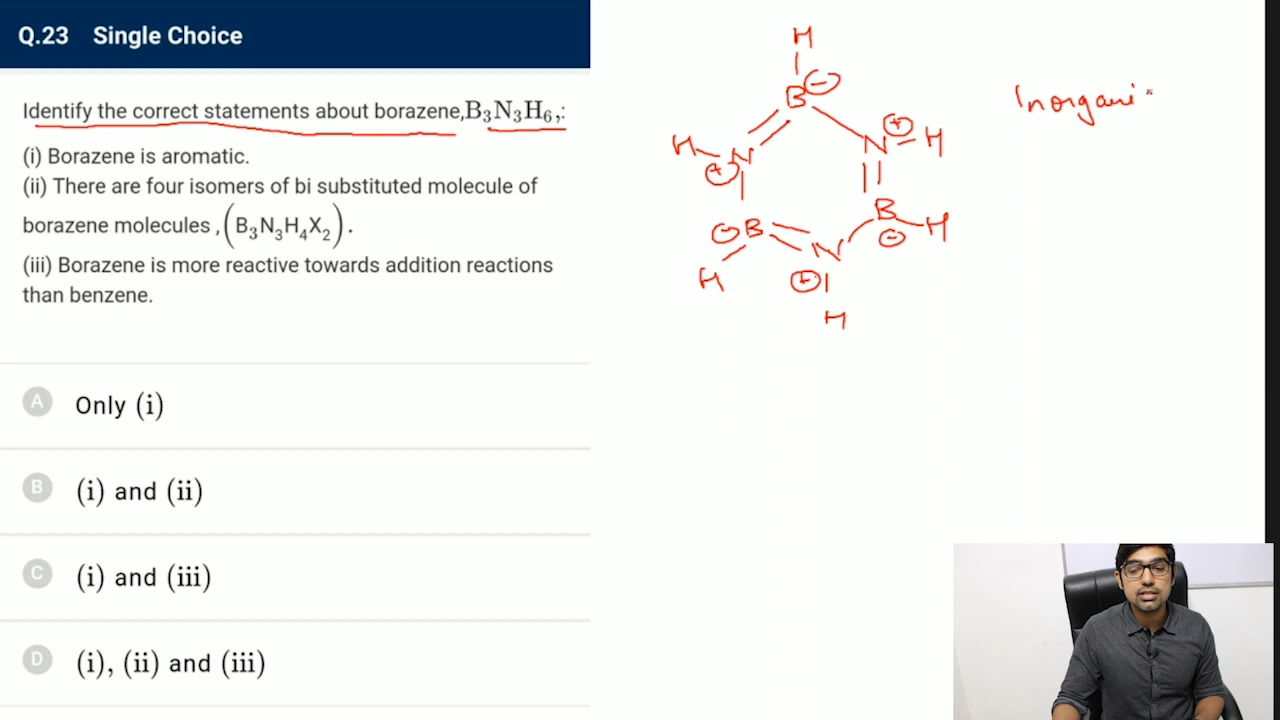 Q.23 Single Choice
Identify the correct statements about borazene,B₃N₃H₆,:
(i) Borazene is aromatic.
(ii) There are four isomers of bi substituted molecule of
borazene molecules ,(B₃N₃H₄X₂).
(iii) Borazene is more reactive towards addition reactions
than benzene.
A Only (i)
B (i) and (ii)
C (i) and (iii)
D (i), (ii) and (iii)
H
B ⊖
H N ⊕
N ⊕ H
⊖ B
B ⊖ H
H
N ⊕
H
Inorgani